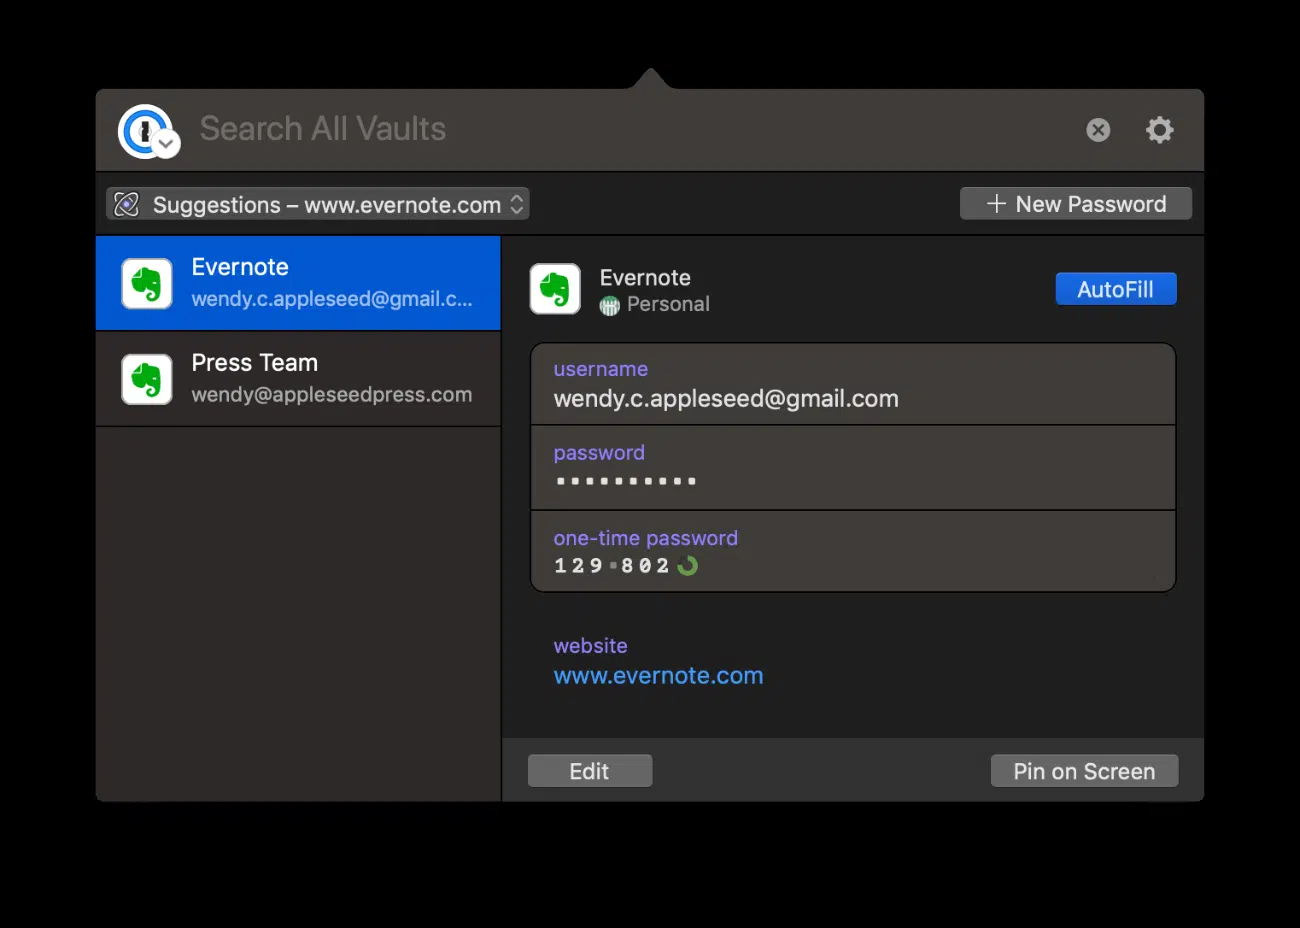 Search All Vaults
Suggestions – www.evernote.com
+ New Password
Evernote
wendy.c.appleseed@gmail.c...
Press Team
wendy@appleseedpress.com
Evernote
Personal
AutoFill
username
wendy.c.appleseed@gmail.com
password
••••••••••
one-time password
129•802
website
www.evernote.com
Edit
Pin on Screen